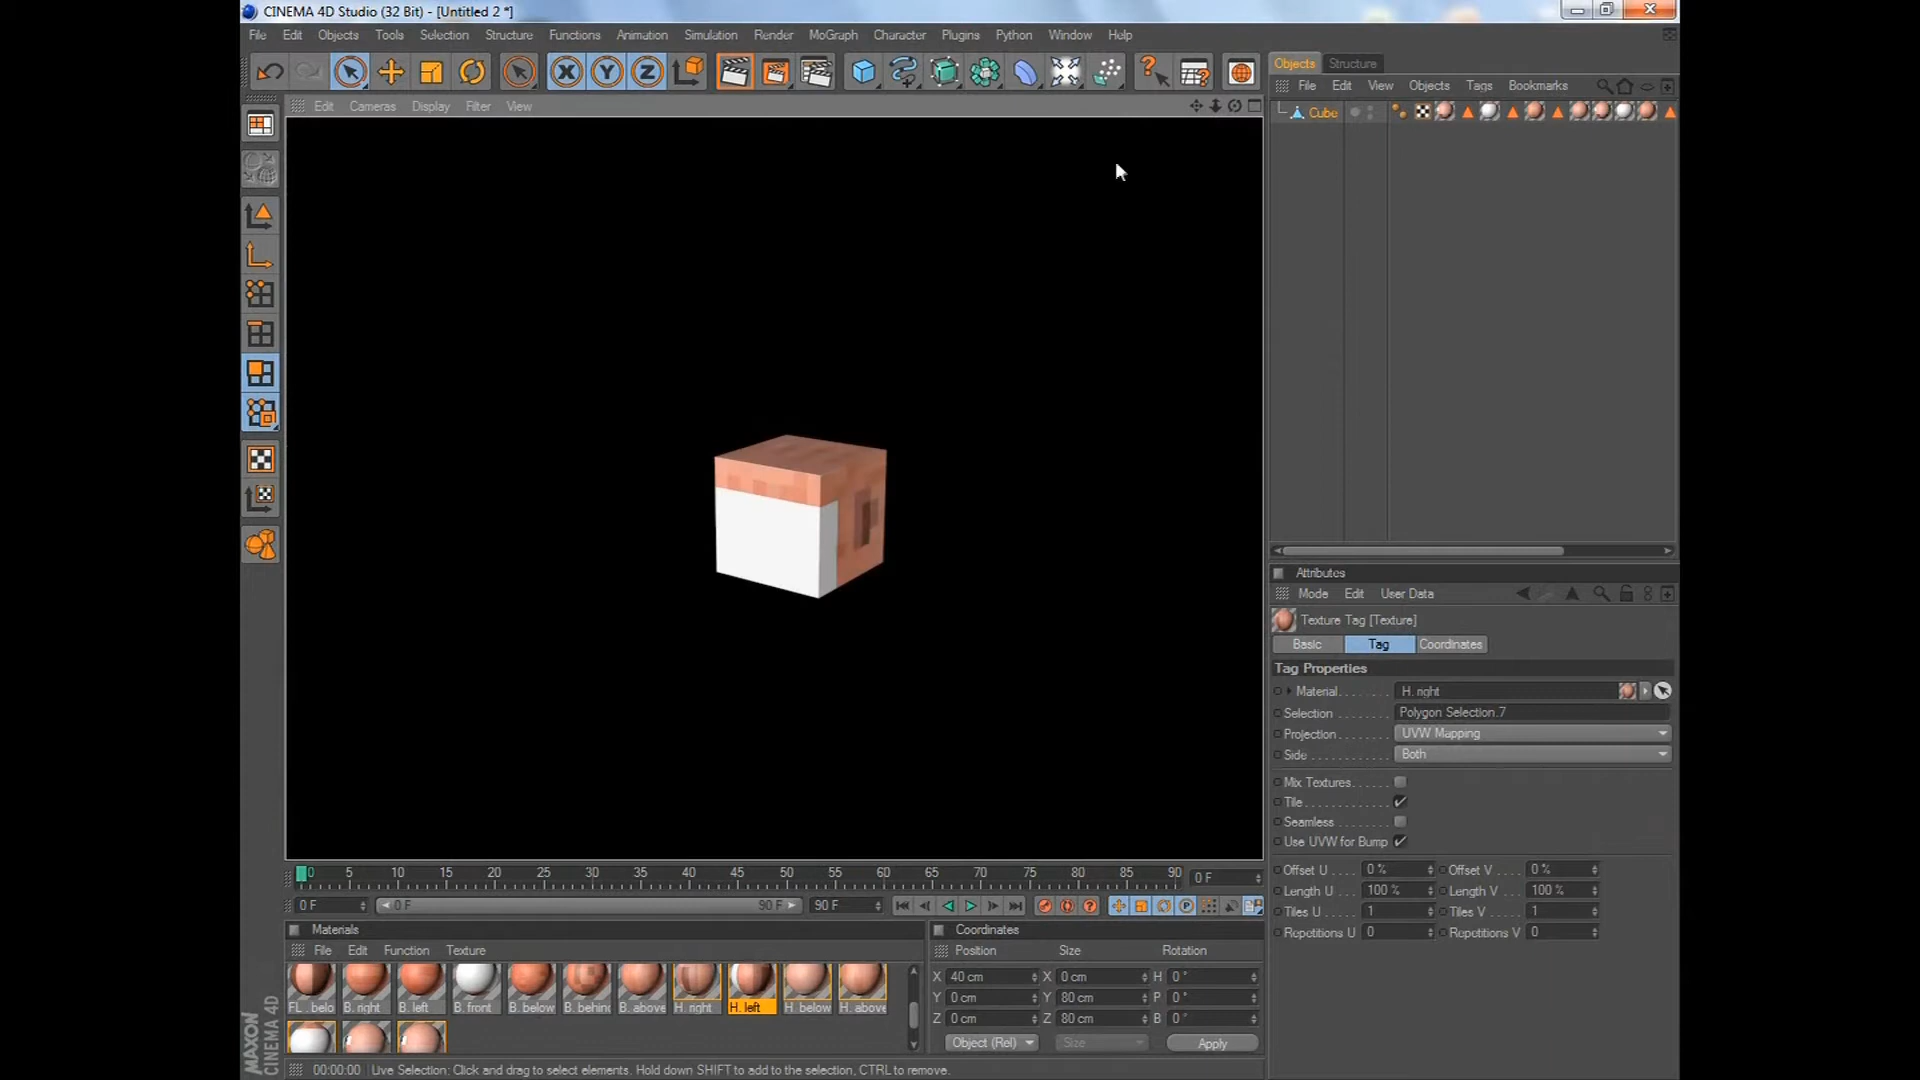 CINEMA 4D Studio (32 Bit) - [Untitled 2 *]
File Edit Objects Tools Selection Structure Functions Animation Simulation Render MoGraph Character Plugins Python Window Help
Objects Structure
File Edit View Objects Tags Bookmarks
Edit Cameras Display Filter View
Cube
Attributes
Mode Edit User Data
Texture Tag [Texture]
Basic Tag Coordinates
Tag Properties
Material H. right
Selection Polygon Selection.7
Projection UVW Mapping
Side Both
Mix Textures
Tile
Seamless
Use UVW for Bump
Offset U 0 % Offset V 0 %
Length U 100 % Length V 100 %
Tiles U 1 Tiles V 1
Repetitions U 0 Repetitions V 0
0 5 10 15 20 25 30 35 40 45 50 55 60 65 70 75 80 85 90 0 F
0 F 0 F 90 F 90 F
Materials
File Edit Function Texture
FL . belo B. right B. left B. front B. below B. behind B. above H. right H. left H. below H. above
Coordinates
Position Size Rotation
X 40 cm X 0 cm H 0 °
Y 0 cm Y 80 cm P 0 °
Z 0 cm Z 80 cm B 0 °
Object (Rel) Size Apply
MAXON
CINEMA 4D
00:00:00 Live Selection: Click and drag to select elements. Hold down SHIFT to add to the selection, CTRL to remove.